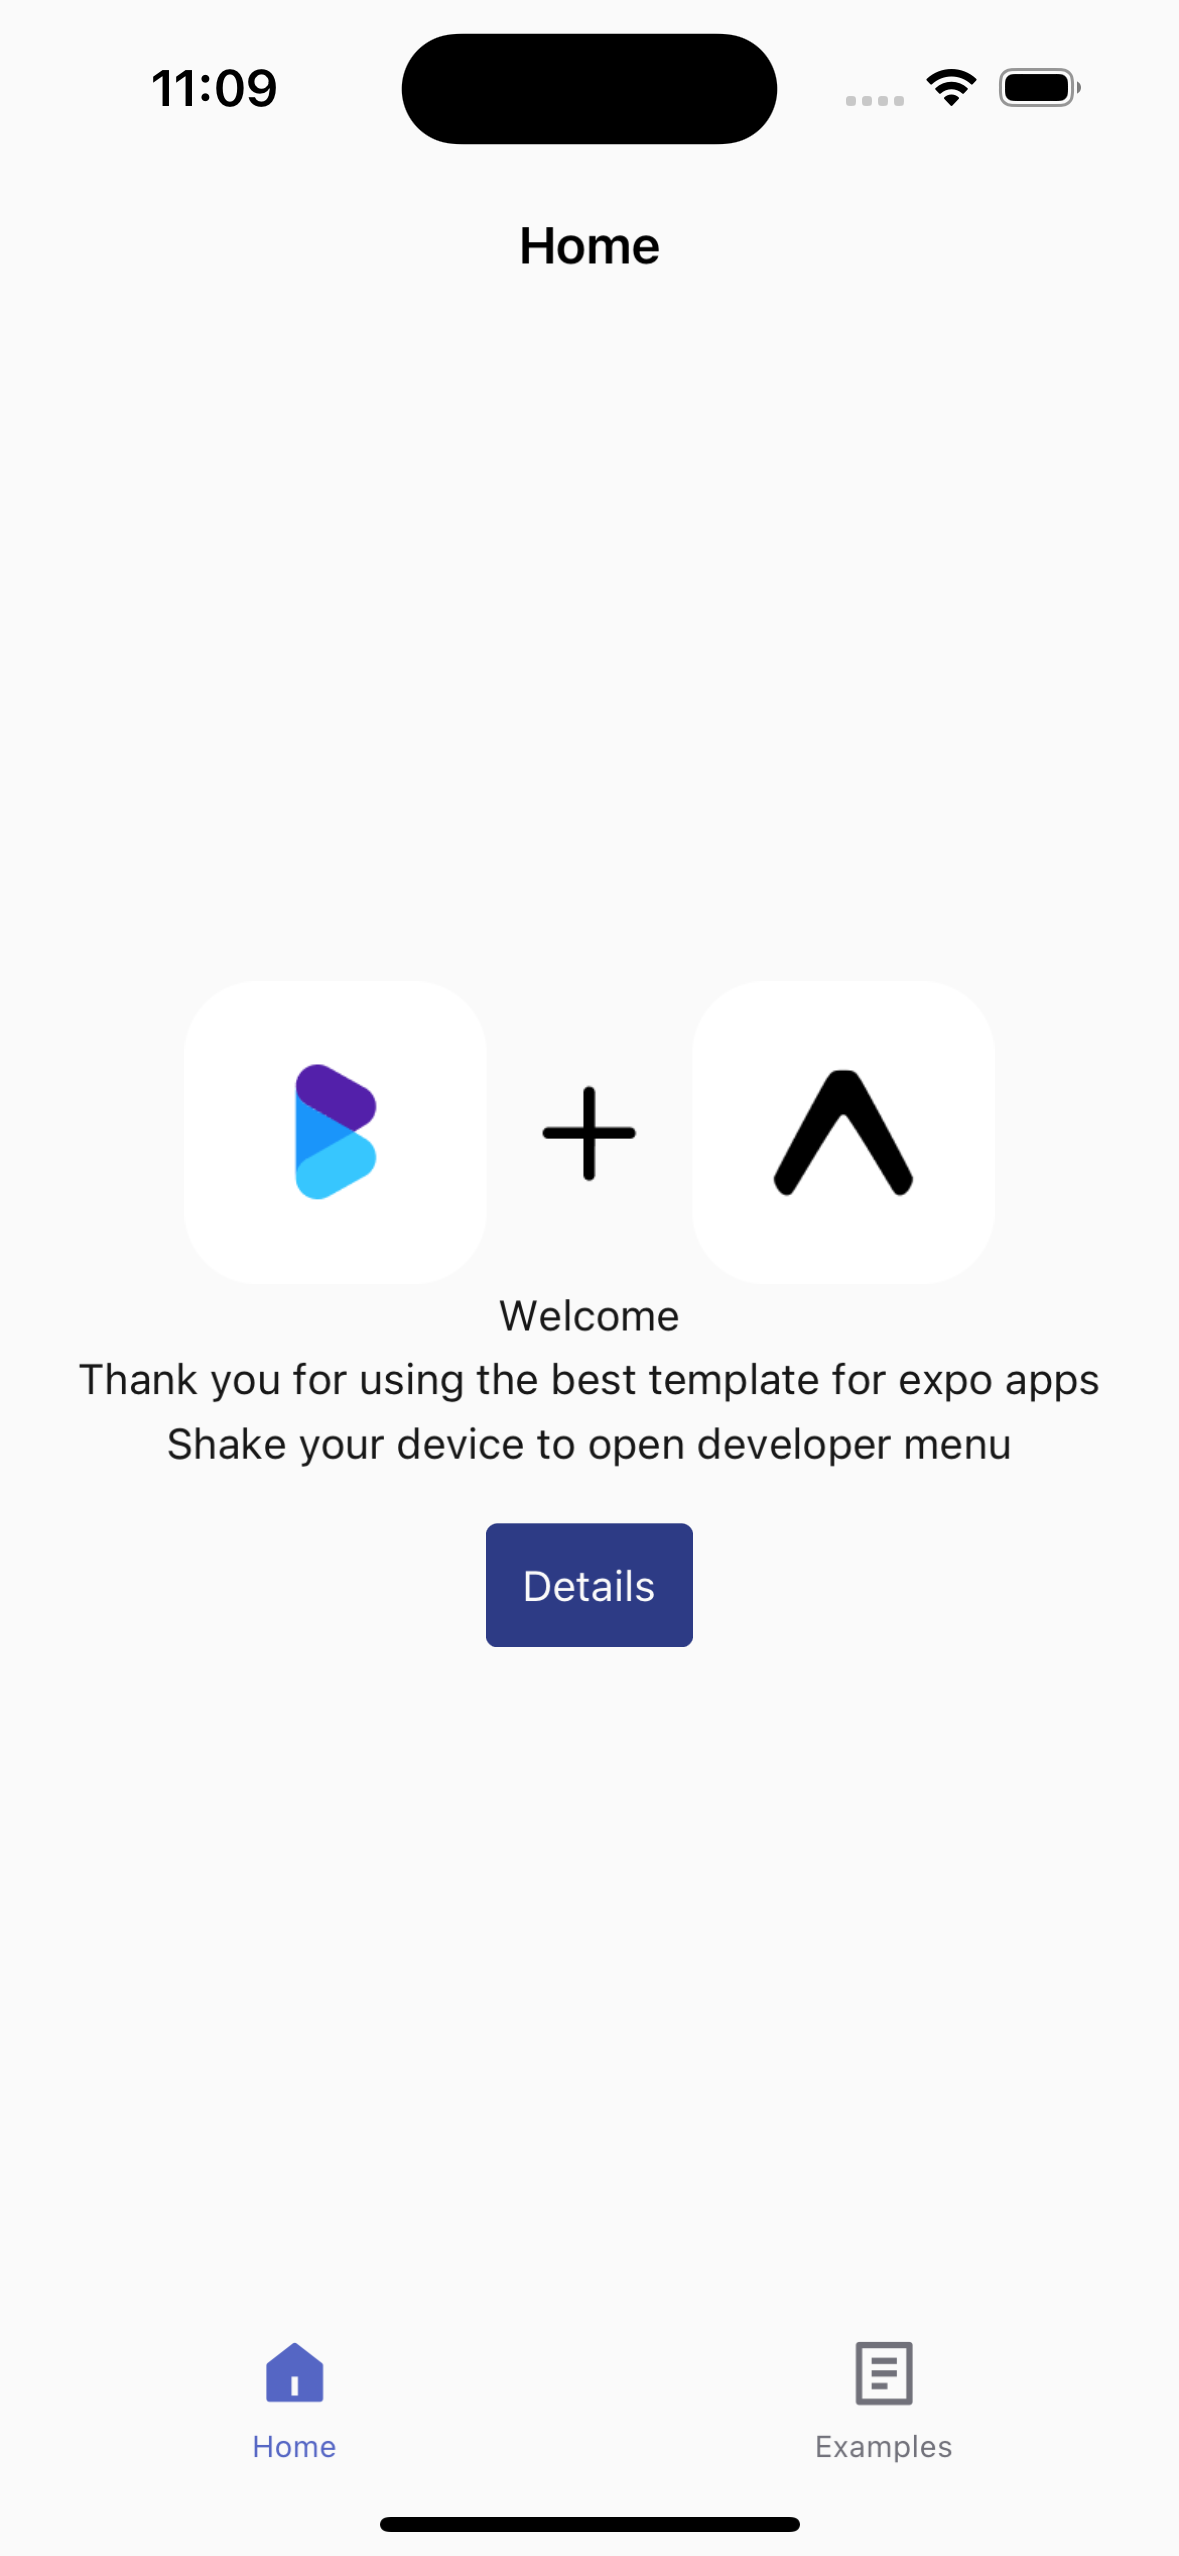 11:09
Home
Welcome
Thank you for using the best template for expo apps
Shake your device to open developer menu
Details
Home
Examples